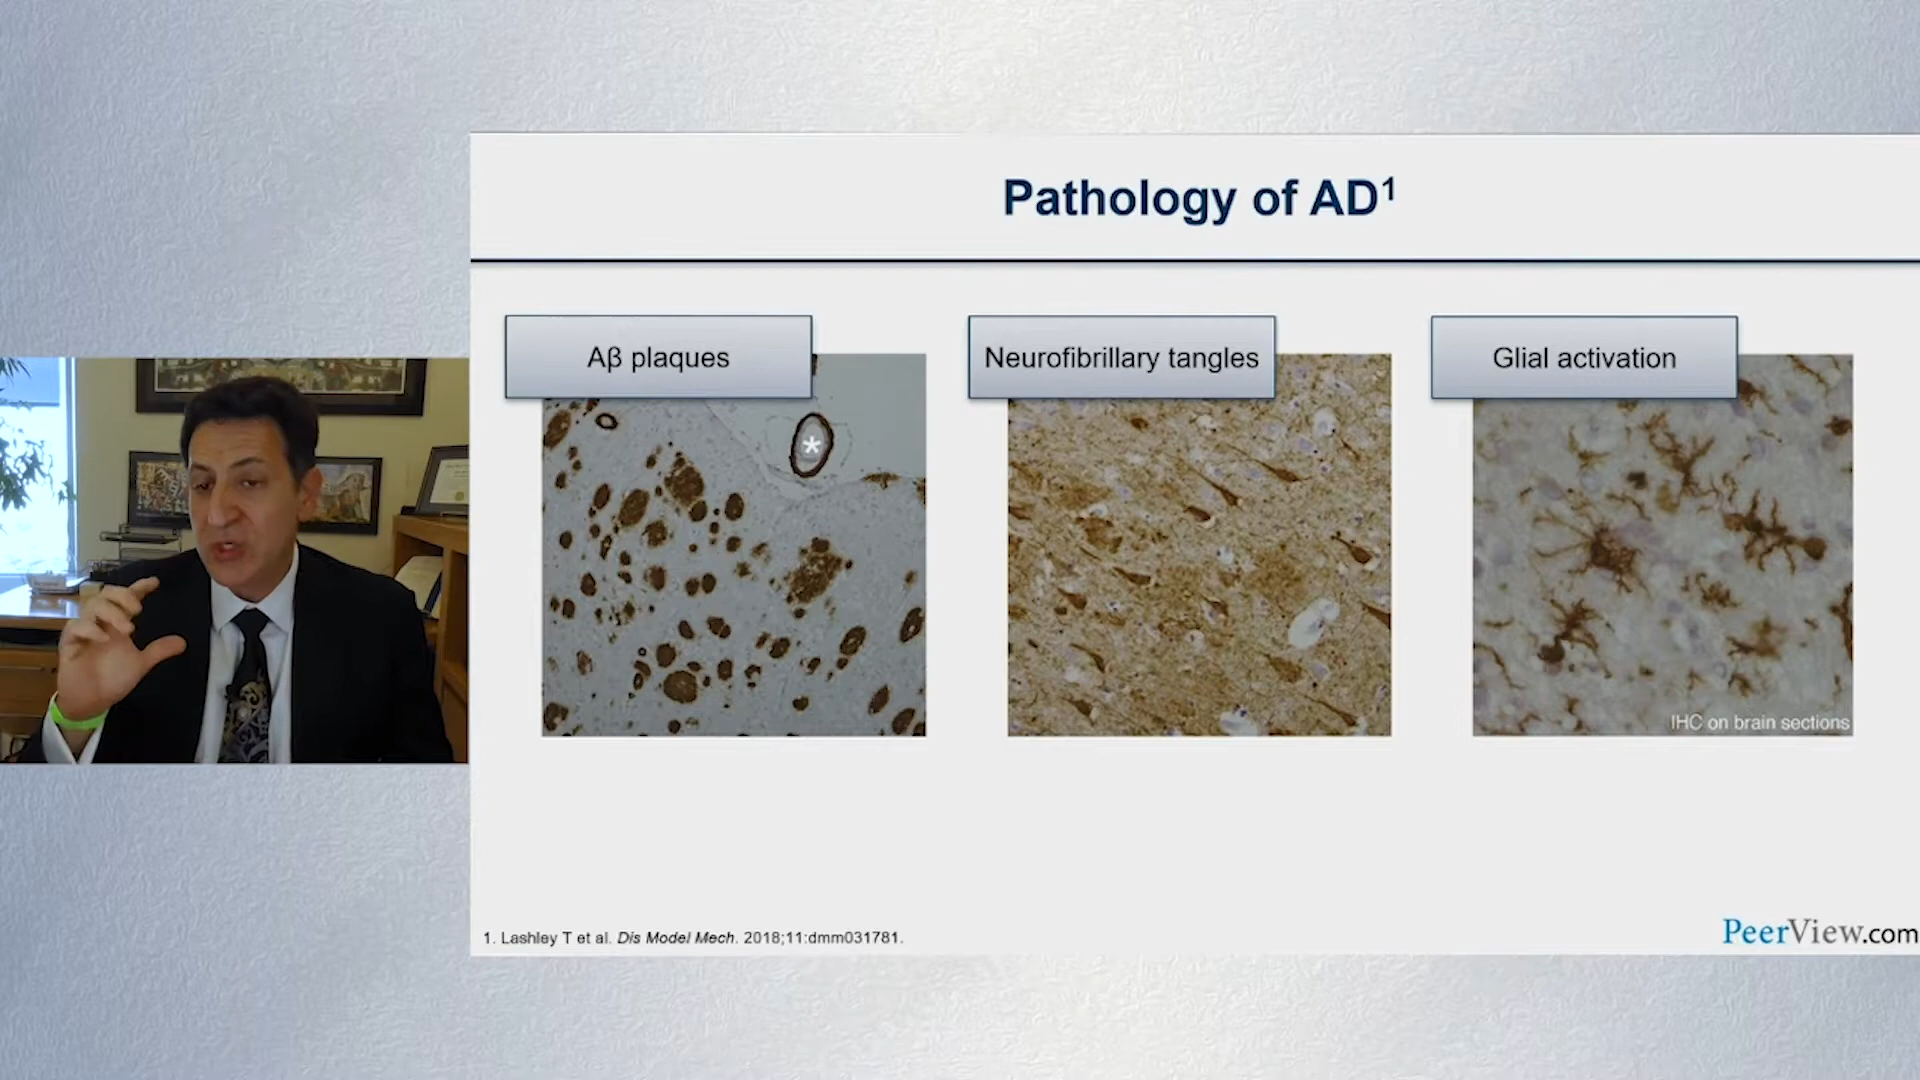 Pathology of AD1
Aβ plaques
Neurofibrillary tangles
Glial activation
*
IHC on brain sections
1. Lashley T et al. Dis Model Mech. 2018;11:dmm031781.
PeerView.com